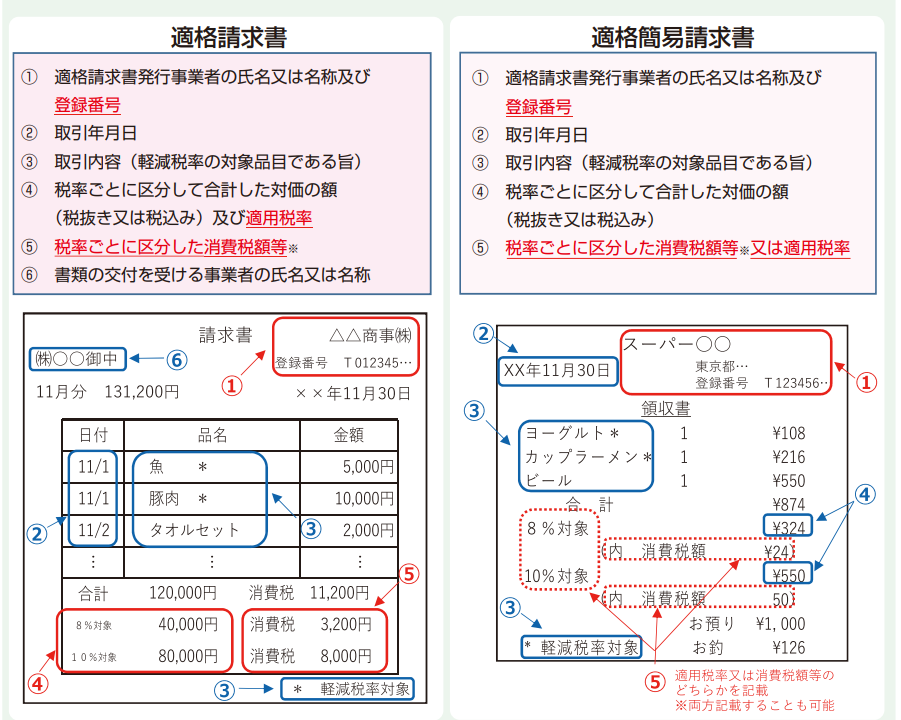 適格請求書
① 適格請求書発行事業者の氏名又は名称及び
登録番号
② 取引年月日
③ 取引内容（軽減税率の対象品目である旨）
④ 税率ごとに区分して合計した対価の額
（税抜き又は税込み）及び適用税率
⑤ 税率ごとに区分した消費税額等※
⑥ 書類の交付を受ける事業者の氏名又は名称
請求書
△△商事㈱
登録番号 T012345…
①
㈱○○御中
⑥
11月分 131,200円
××年11月30日
日付 品名 金額
11/1 魚 * 5,000円
11/1 豚肉 * 10,000円
11/2 タオルセット 2,000円
②
③
⋮ ⋮ ⋮
合計 120,000円 消費税 11,200円
⑤
8％対象 40,000円 消費税 3,200円
10％対象 80,000円 消費税 8,000円
④
③
* 軽減税率対象
適格簡易請求書
① 適格請求書発行事業者の氏名又は名称及び
登録番号
② 取引年月日
③ 取引内容（軽減税率の対象品目である旨）
④ 税率ごとに区分して合計した対価の額
（税抜き又は税込み）
⑤ 税率ごとに区分した消費税額等※又は適用税率
②
XX年11月30日
スーパー○○
東京都…
登録番号 T123456…
①
領収書
③
ヨーグルト* 1 ¥108
カップラーメン* 1 ¥216
ビール 1 ¥550
合 計 ¥874
④
8％対象 ¥324
(内 消費税額 ¥24)
10％対象 ¥550
(内 消費税額 50)
お預り ¥1,000
お釣 ¥126
③
* 軽減税率対象
⑤ 適用税率又は消費税額等の
どちらかを記載
※両方記載することも可能